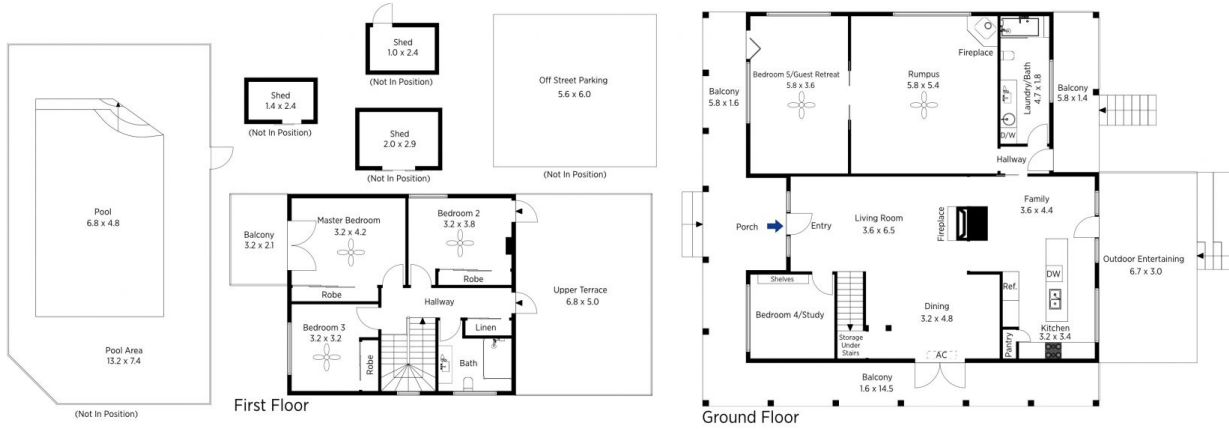 Shed
1.0 x 2.4
(Not In Position)
Shed
1.4 x 2.4
(Not In Position)
Shed
2.0 x 2.9
(Not In Position)
Off Street Parking
5.6 x 6.0
(Not In Position)
Pool
6.8 x 4.8
Pool Area
13.2 x 7.4
(Not In Position)
Balcony
3.2 x 2.1
Master Bedroom
3.2 x 4.2
Robe
Bedroom 2
3.2 x 3.8
Robe
Hallway
Linen
Upper Terrace
6.8 x 5.0
Bedroom 3
3.2 x 3.2
Robe
Bath
First Floor
Balcony
5.8 x 1.6
Bedroom 5/Guest Retreat
5.8 x 3.6
Rumpus
5.8 x 5.4
Fireplace
Laundry/Bath
4.7 x 1.8
D/W
Balcony
5.8 x 1.4
Hallway
Porch
Entry
Living Room
3.6 x 6.5
Fireplace
Family
3.6 x 4.4
Outdoor Entertaining
6.7 x 3.0
Shelves
Bedroom 4/Study
Storage
Under
Stairs
Dining
3.2 x 4.8
AC
Ref.
DW
Kitchen
3.2 x 3.4
Pantry
Balcony
1.6 x 14.5
Ground Floor